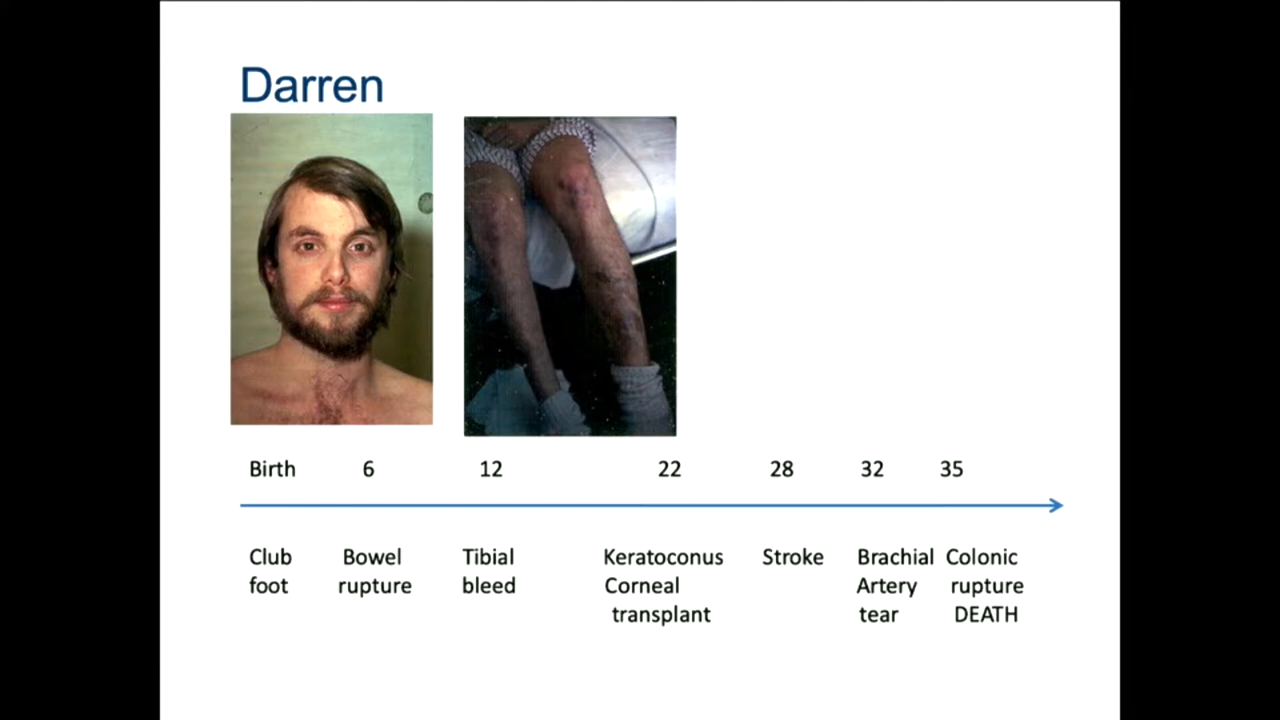 Darren
Birth 6 12 22 28 32 35
Club Bowel Tibial Keratoconus Stroke Brachial Colonic
foot rupture bleed Corneal Artery rupture
transplant tear DEATH